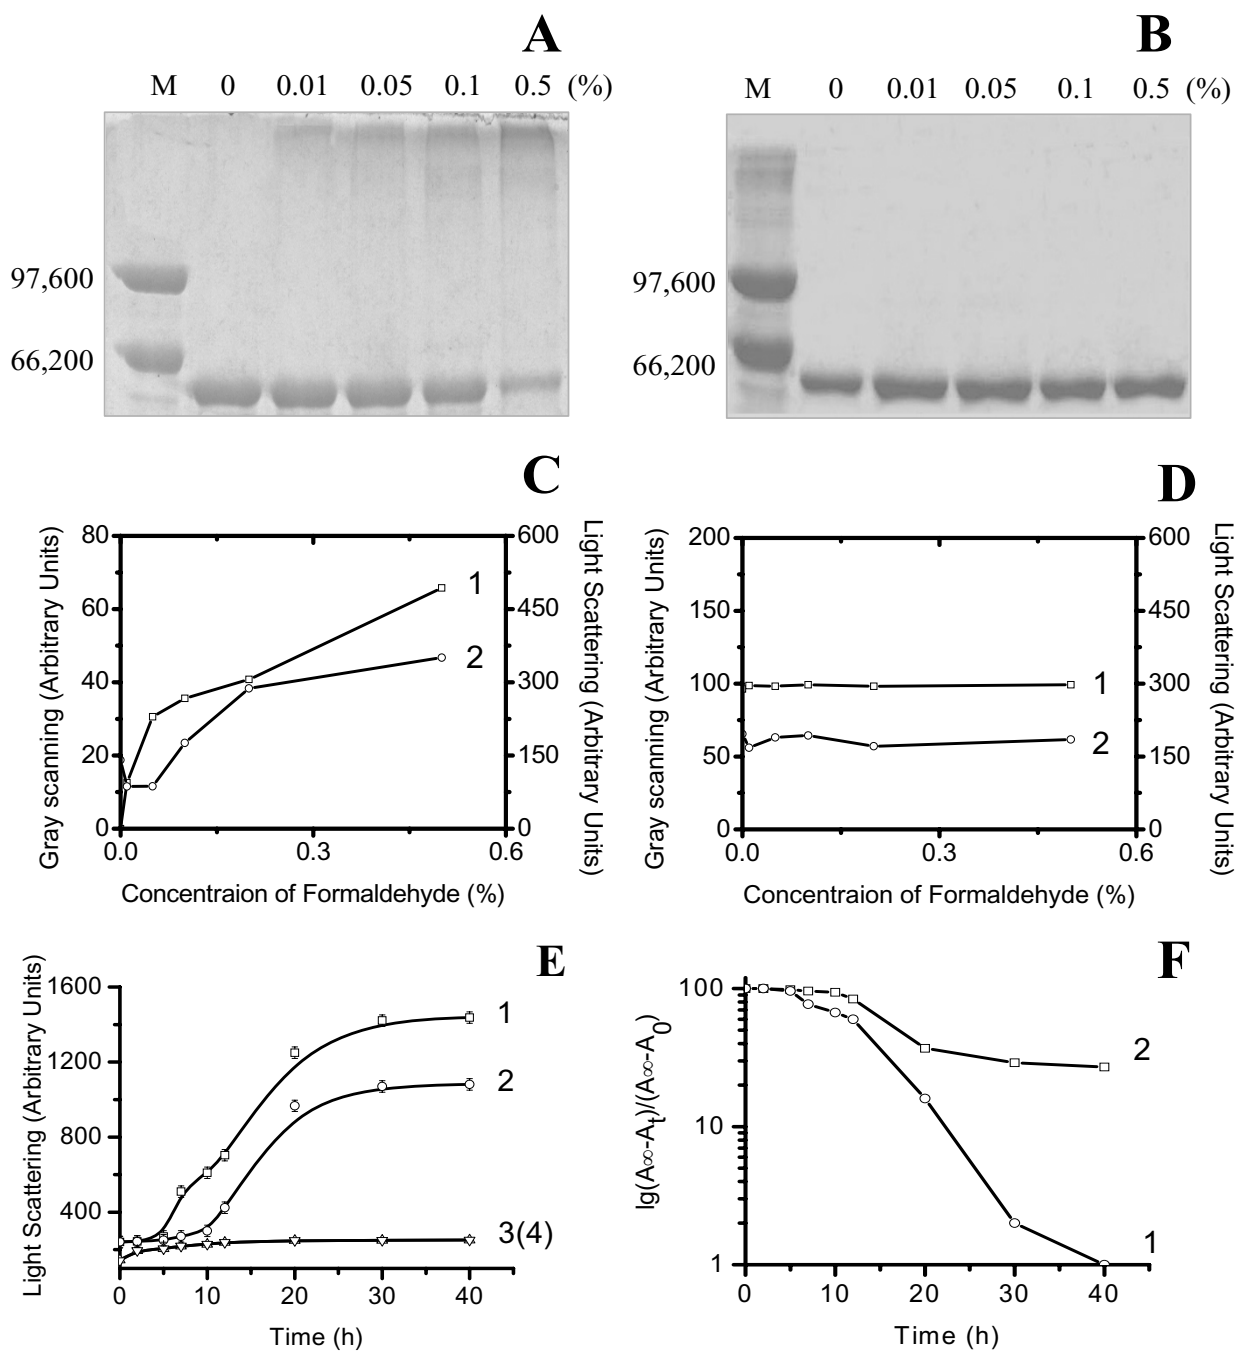 A
M 0 0.01 0.05 0.1 0.5 (%)
97,600
66,200
B
M 0 0.01 0.05 0.1 0.5 (%)
97,600
66,200
C
80
60
40
20
0
Gray scanning (Arbitrary Units)
600
450
300
150
0
Light Scattering (Arbitrary Units)
1
2
0.0 0.3 0.6
Concentraion of Formaldehyde (%)
D
200
150
100
50
0
Gray scanning (Arbitrary Units)
600
450
300
150
0
Light Scattering (Arbitrary Units)
1
2
0.0 0.3 0.6
Concentraion of Formaldehyde (%)
E
1600
1200
800
400
Light Scattering (Arbitrary Units)
1
2
3(4)
0 10 20 30 40
Time (h)
F
100
10
1
lg(A∞-At)/(A∞-A0)
2
1
0 10 20 30 40
Time (h)